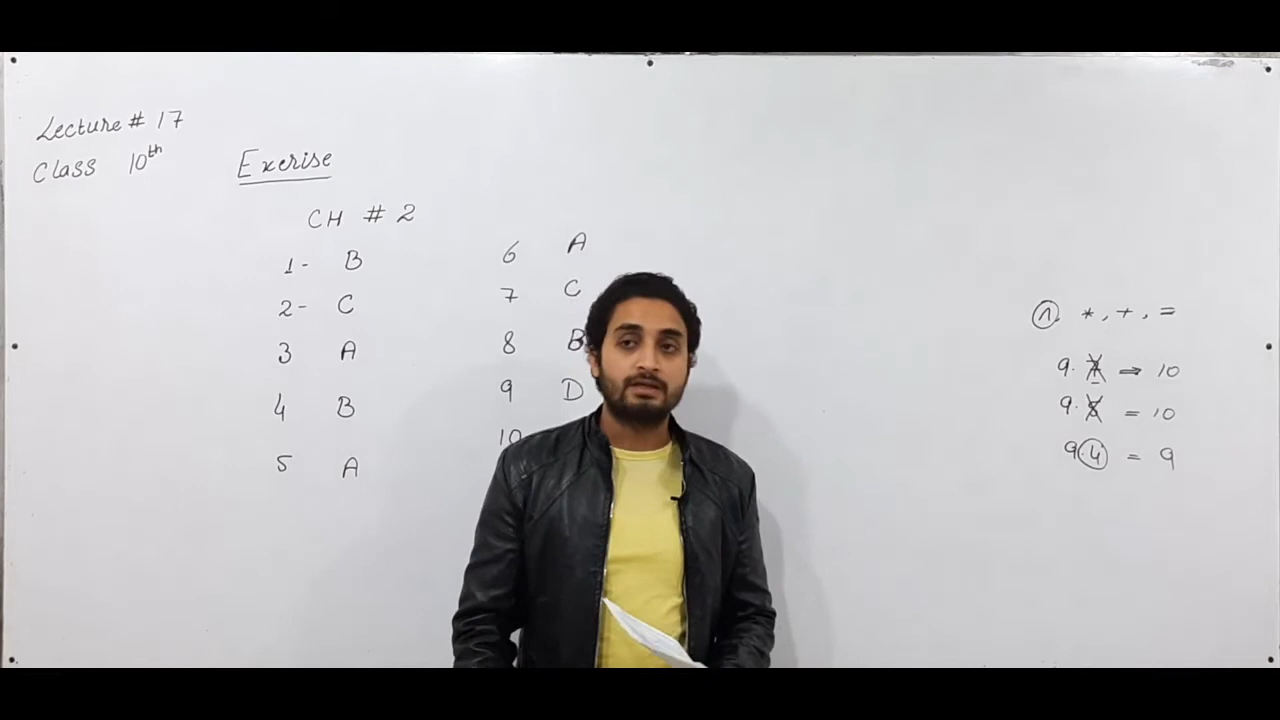 Lecture # 17
Class 10th
Exerise
CH # 2
1- B
2- C
3 A
4 B
5 A
6 A
7 C
8 B
9 D
10
1. *, +, =
9. ⇒ 10
9. = 10
9.4 = 9